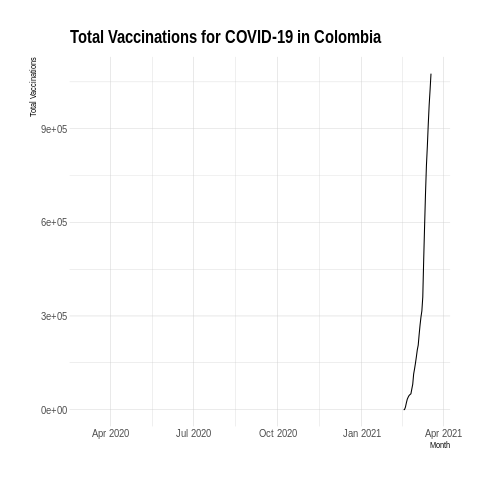 Total Vaccinations for COVID-19 in Colombia
Total Vaccinations
9e+05
6e+05
3e+05
0e+00
Apr 2020 Jul 2020 Oct 2020 Jan 2021 Apr 2021
Month